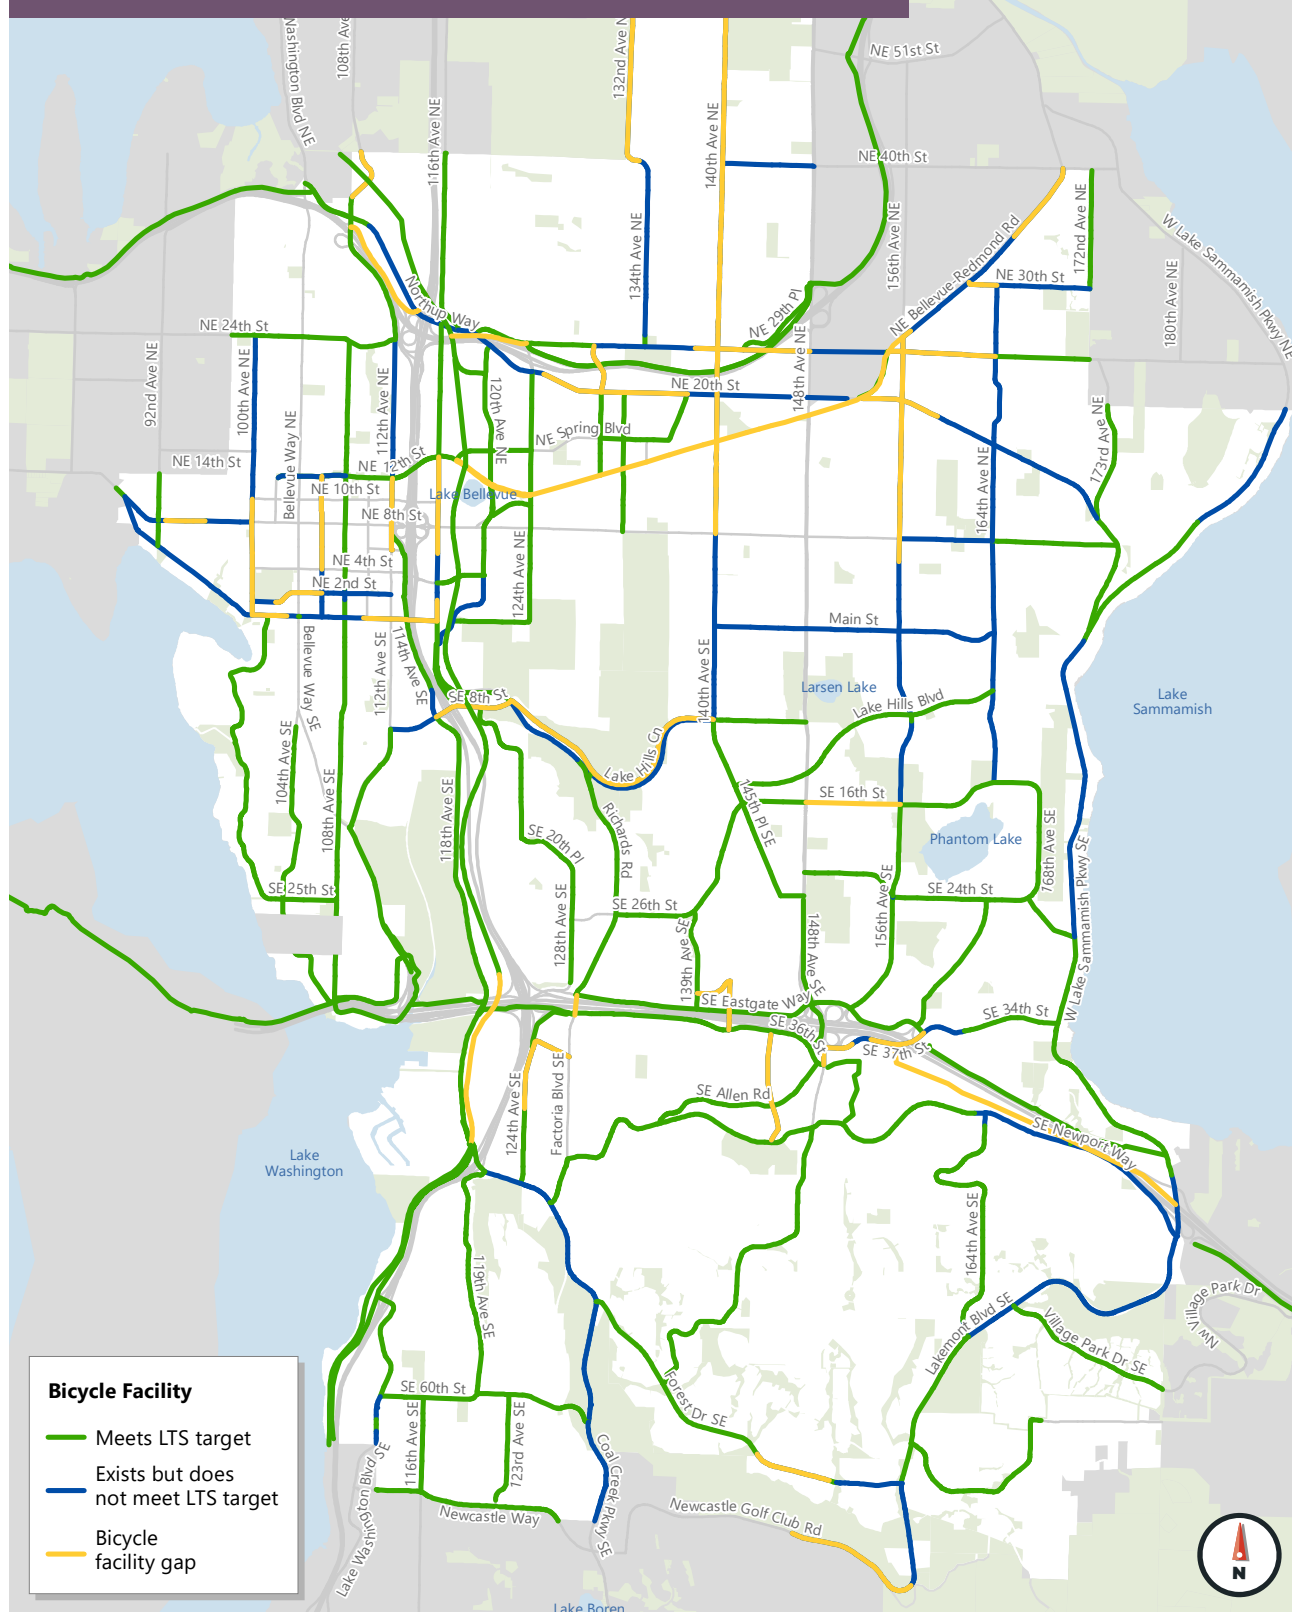 Washington Blvd NE
108th Ave
116th Ave NE
132nd Ave N
140th Ave NE
NE 51st St
NE 40th St
134th Ave NE
156th Ave NE
NE Bellevue-Redmond Rd
172nd Ave NE
NE 30th St
180th Ave NE
W Lake Sammamish Pkwy NE
Northup Way
NE 29th Pl
148th Ave NE
NE 24th St
92nd Ave NE
100th Ave NE
112th Ave NE
120th Ave NE
NE 20th St
Bellevue Way NE
NE Spring Blvd
173rd Ave NE
NE 14th St
NE 12th St
NE 10th St
Lake Bellevue
NE 8th St
164th Ave NE
NE 4th St
NE 2nd St
124th Ave NE
Main St
Bellevue Way SE
112th Ave SE
114th Ave SE
140th Ave SE
SE 8th St
Larsen Lake
Lake Hills Blvd
Lake
Sammamish
104th Ave SE
Lake Hills Cn
108th Ave SE
118th Ave SE
145th Pl SE
SE 16th St
Richards Rd
SE 20th Pl
Phantom Lake
168th Ave SE
W Lake Sammamish Pkwy SE
SE 25th St
128th Ave SE
SE 26th St
139th Ave SE
148th Ave SE
156th Ave SE
SE 24th St
SE Eastgate Way
SE 36th St
SE 34th St
SE 37th St
124th Ave SE
Factoria Blvd SE
SE Allen Rd
SE Newport Way
Lake
Washington
164th Ave SE
119th Ave SE
Lakemont Blvd SE
Village Park Dr SE
NW Village Park Dr
SE 60th St
116th Ave SE
123rd Ave SE
Forest Dr SE
Coal Creek Pkwy SE
Lake Washington Blvd SE
Newcastle Way
Newcastle Golf Club Rd
Lake Boren
Bicycle Facility
Meets LTS target
Exists but does
not meet LTS target
Bicycle
facility gap
N